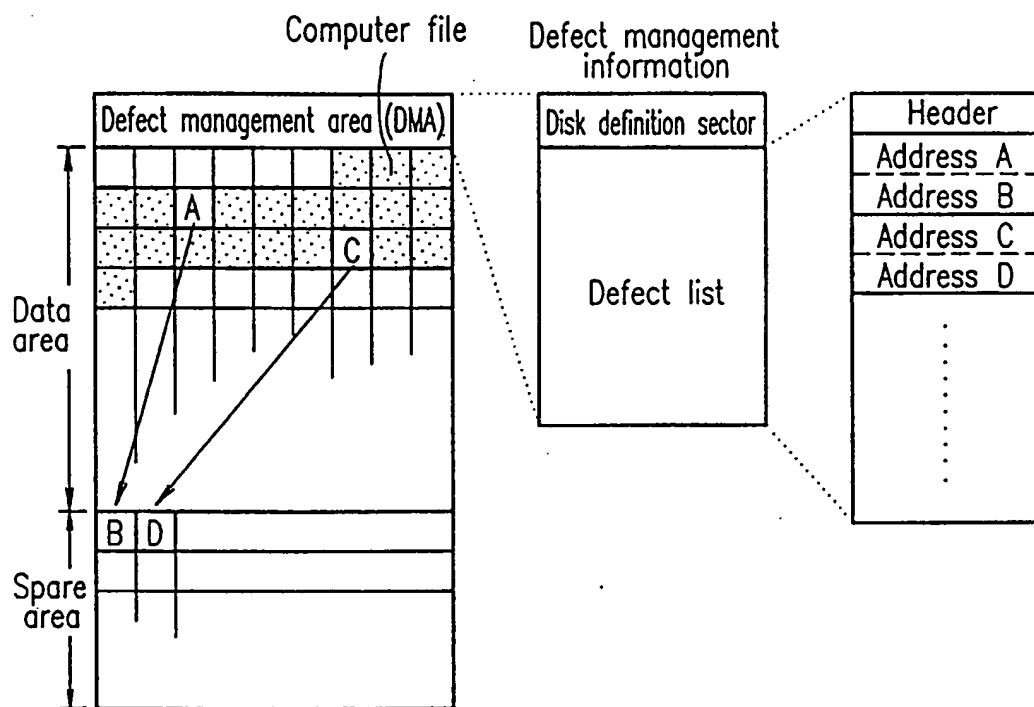 Computer file
Defect management
information
Defect management area (DMA)
Disk definition sector
Header
Address A
Address B
Address C
Address D
A
C
Defect list
Data
area
B D
Spare
area